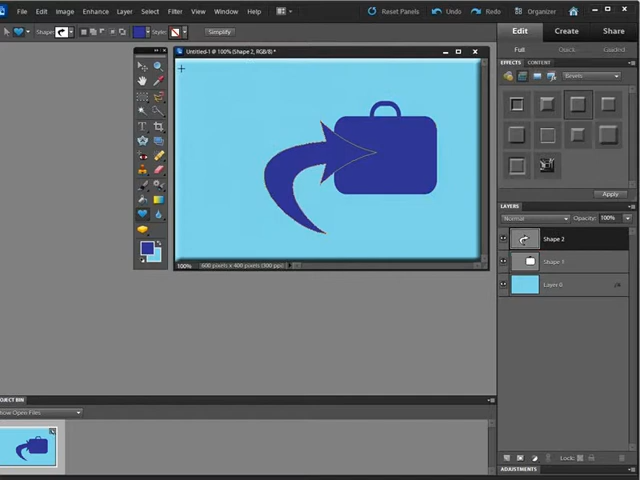 File Edit Image Enhance Layer Select Filter View Window Help Reset Panels Undo Redo Organizer
Shape: Style: Simplify
Edit Create Share
Full Quick Guided
Untitled-1 @ 100% (Shape 2, RGB/8) *
EFFECTS CONTENT
Bevels
Apply
LAYERS
Normal Opacity: 100%
Shape 2
Shape 1
Layer 0
100% 600 pixels x 400 pixels (300 ppi)
PROJECT BIN
Show Open Files
Lock:
ADJUSTMENTS